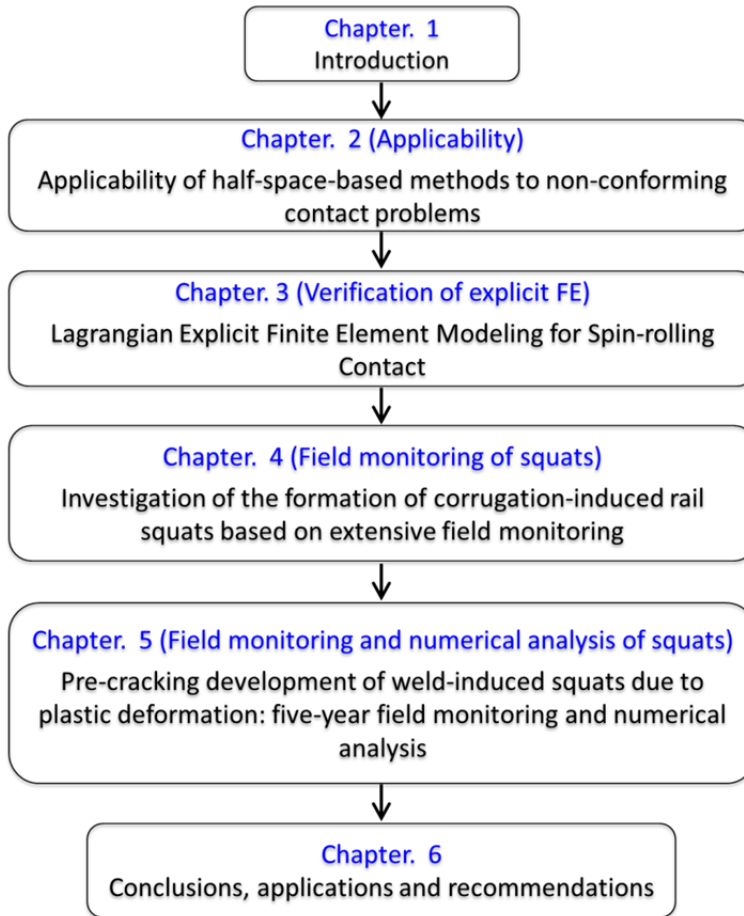 Chapter. 1
Introduction
Chapter. 2 (Applicability)
Applicability of half-space-based methods to non-conforming
contact problems
Chapter. 3 (Verification of explicit FE)
Lagrangian Explicit Finite Element Modeling for Spin-rolling
Contact
Chapter. 4 (Field monitoring of squats)
Investigation of the formation of corrugation-induced rail
squats based on extensive field monitoring
Chapter. 5 (Field monitoring and numerical analysis of squats)
Pre-cracking development of weld-induced squats due to
plastic deformation: five-year field monitoring and numerical
analysis
Chapter. 6
Conclusions, applications and recommendations